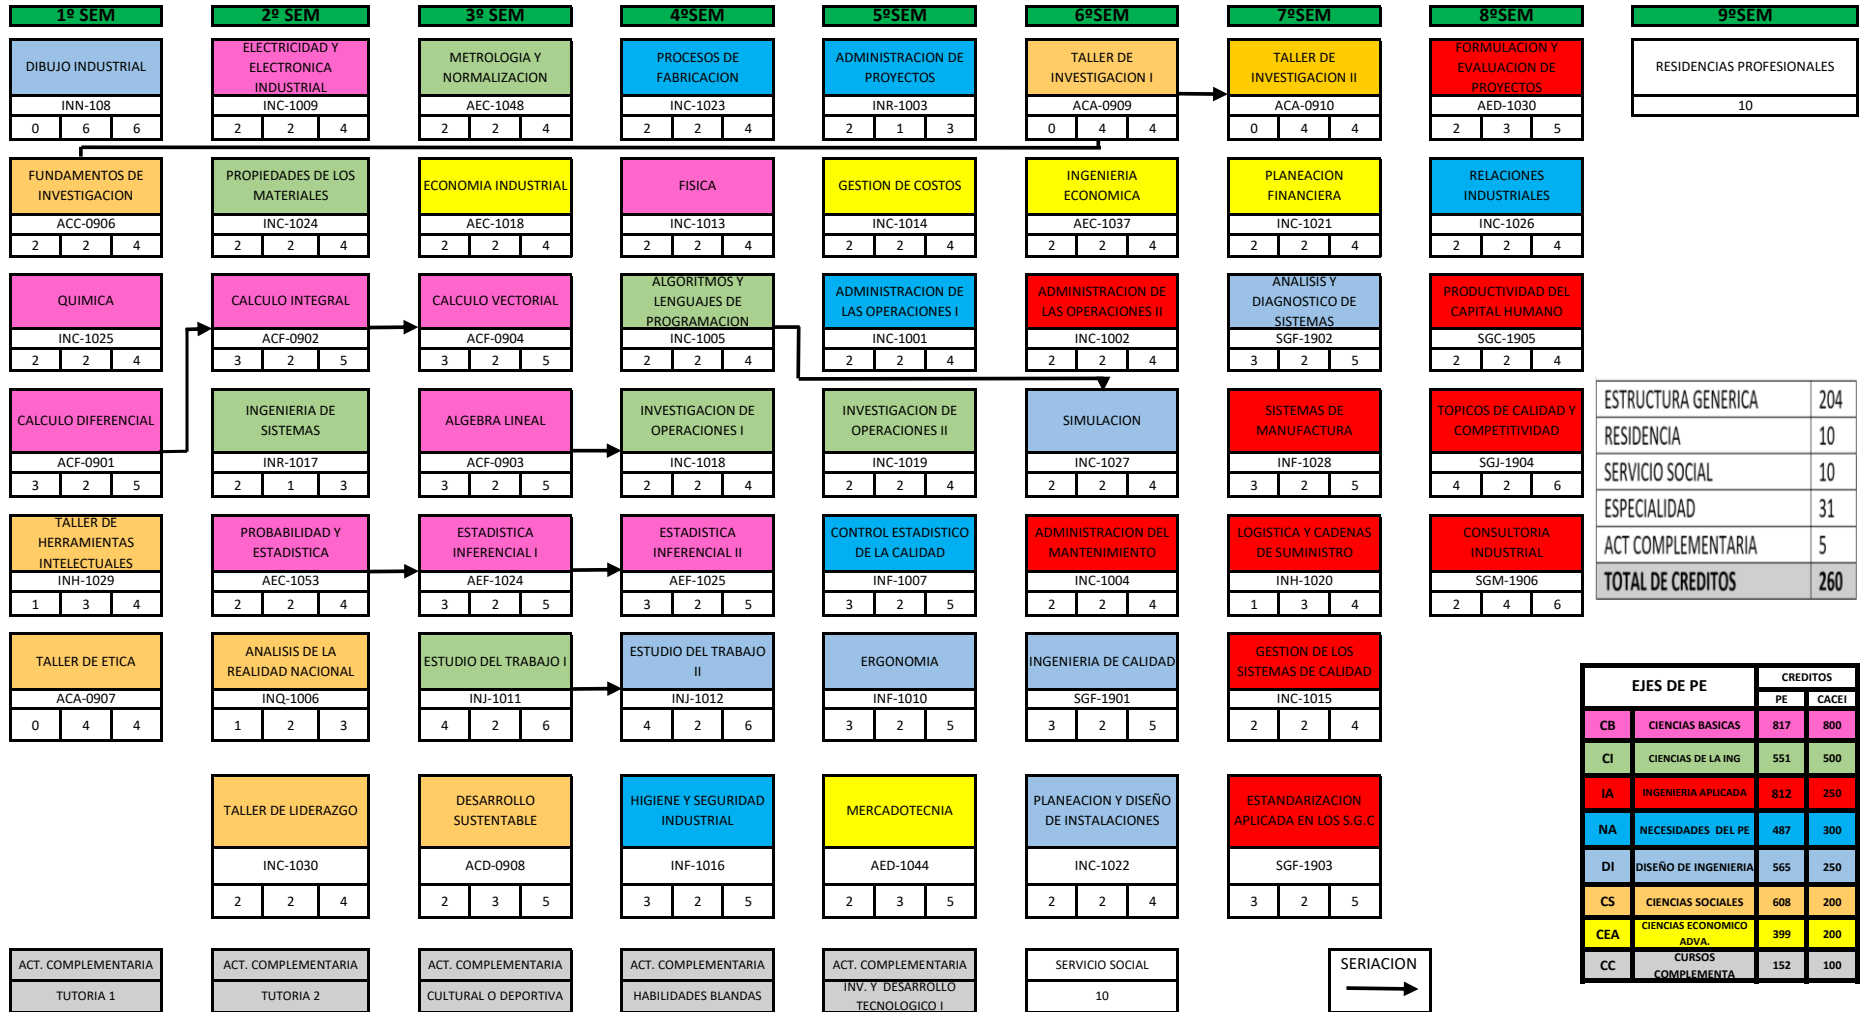 1º SEM
2º SEM
3º SEM
4ºSEM
5ºSEM
6ºSEM
7ºSEM
8ºSEM
9ºSEM
DIBUJO INDUSTRIAL
INN-108
0 6 6
ELECTRICIDAD Y
ELECTRONICA
INDUSTRIAL
INC-1009
2 2 4
METROLOGIA Y
NORMALIZACION
AEC-1048
2 2 4
PROCESOS DE
FABRICACION
INC-1023
2 2 4
ADMINISTRACION DE
PROYECTOS
INR-1003
2 1 3
TALLER DE
INVESTIGACION I
ACA-0909
0 4 4
TALLER DE
INVESTIGACION II
ACA-0910
0 4 4
FORMULACION Y
EVALUACION DE
PROYECTOS
AED-1030
2 3 5
RESIDENCIAS PROFESIONALES
10
FUNDAMENTOS DE
INVESTIGACION
ACC-0906
2 2 4
PROPIEDADES DE LOS
MATERIALES
INC-1024
2 2 4
ECONOMIA INDUSTRIAL
AEC-1018
2 2 4
FISICA
INC-1013
2 2 4
GESTION DE COSTOS
INC-1014
2 2 4
INGENIERIA
ECONOMICA
AEC-1037
2 2 4
PLANEACION
FINANCIERA
INC-1021
2 2 4
RELACIONES
INDUSTRIALES
INC-1026
2 2 4
QUIMICA
INC-1025
2 2 4
CALCULO INTEGRAL
ACF-0902
3 2 5
CALCULO VECTORIAL
ACF-0904
3 2 5
ALGORITMOS Y
LENGUAJES DE
PROGRAMACION
INC-1005
2 2 4
ADMINISTRACION DE
LAS OPERACIONES I
INC-1001
2 2 4
ADMINISTRACION DE
LAS OPERACIONES II
INC-1002
2 2 4
ANALISIS Y
DIAGNOSTICO DE
SISTEMAS
SGF-1902
3 2 5
PRODUCTIVIDAD DEL
CAPITAL HUMANO
SGC-1905
2 2 4
CALCULO DIFERENCIAL
ACF-0901
3 2 5
INGENIERIA DE
SISTEMAS
INR-1017
2 1 3
ALGEBRA LINEAL
ACF-0903
3 2 5
INVESTIGACION DE
OPERACIONES I
INC-1018
2 2 4
INVESTIGACION DE
OPERACIONES II
INC-1019
2 2 4
SIMULACION
INC-1027
2 2 4
SISTEMAS DE
MANUFACTURA
INF-1028
3 2 5
TOPICOS DE CALIDAD Y
COMPETITIVIDAD
SGJ-1904
4 2 6
TALLER DE
HERRAMIENTAS
INTELECTUALES
INH-1029
1 3 4
PROBABILIDAD Y
ESTADISTICA
AEC-1053
2 2 4
ESTADISTICA
INFERENCIAL I
AEF-1024
3 2 5
ESTADISTICA
INFERENCIAL II
AEF-1025
3 2 5
CONTROL ESTADISTICO
DE LA CALIDAD
INF-1007
3 2 5
ADMINISTRACION DEL
MANTENIMIENTO
INC-1004
2 2 4
LOGISTICA Y CADENAS
DE SUMINISTRO
INH-1020
1 3 4
CONSULTORIA
INDUSTRIAL
SGM-1906
2 4 6
TALLER DE ETICA
ACA-0907
0 4 4
ANALISIS DE LA
REALIDAD NACIONAL
INQ-1006
1 2 3
ESTUDIO DEL TRABAJO I
INJ-1011
4 2 6
ESTUDIO DEL TRABAJO
II
INJ-1012
4 2 6
ERGONOMIA
INF-1010
3 2 5
INGENIERIA DE CALIDAD
SGF-1901
3 2 5
GESTION DE LOS
SISTEMAS DE CALIDAD
INC-1015
2 2 4
TALLER DE LIDERAZGO
INC-1030
2 2 4
DESARROLLO
SUSTENTABLE
ACD-0908
2 3 5
HIGIENE Y SEGURIDAD
INDUSTRIAL
INF-1016
3 2 5
MERCADOTECNIA
AED-1044
2 3 5
PLANEACION Y DISEÑO
DE INSTALACIONES
INC-1022
2 2 4
ESTANDARIZACION
APLICADA EN LOS S.G.C
SGF-1903
3 2 5
ACT. COMPLEMENTARIA
TUTORIA 1
ACT. COMPLEMENTARIA
TUTORIA 2
ACT. COMPLEMENTARIA
CULTURAL O DEPORTIVA
ACT. COMPLEMENTARIA
HABILIDADES BLANDAS
ACT. COMPLEMENTARIA
INV. Y DESARROLLO
TECNOLOGICO I
SERVICIO SOCIAL
10
SERIACION
ESTRUCTURA GENERICA 204
RESIDENCIA 10
SERVICIO SOCIAL 10
ESPECIALIDAD 31
ACT COMPLEMENTARIA 5
TOTAL DE CREDITOS 260
EJES DE PE CREDITOS
PE CACEI
CB CIENCIAS BASICAS 817 800
CI CIENCIAS DE LA ING 551 500
IA INGENIERIA APLICADA 812 250
NA NECESIDADES DEL PE 487 300
DI DISEÑO DE INGENIERIA 565 250
CS CIENCIAS SOCIALES 608 200
CEA CIENCIAS ECONOMICO
ADVA. 399 200
CC CURSOS
COMPLEMENTA 152 100